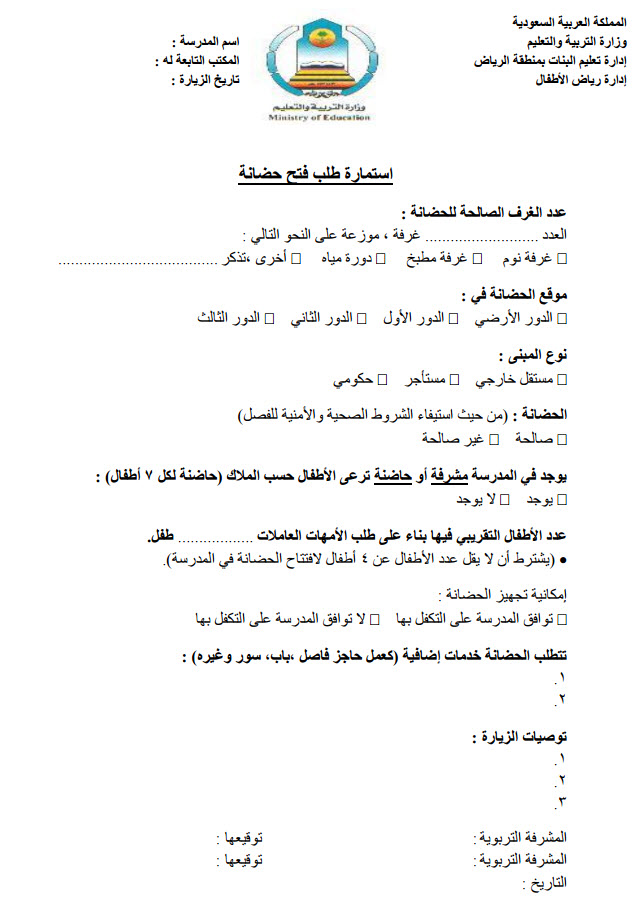 المملكة العربية السعودية
وزارة التربية والتعليم
إدارة تعليم البنات بمنطقة الرياض
إدارة رياض الأطفال
وزارة التربية والتعليم
Ministry of Education
اسم المدرسة :
المكتب التابعة له :
تاريخ الزيارة :
استمارة طلب فتح حضانة
عدد الغرف الصالحة للحضانة :
العدد ........................... غرفة ، موزعة على النحو التالي :
□ غرفة نوم □ غرفة مطبخ □ دورة مياه □ أخرى ،تذكر ......................................
موقع الحضانة في :
□ الدور الأرضي □ الدور الأول □ الدور الثاني □ الدور الثالث
نوع المبنى :
□ مستقل خارجي □ مستأجر □ حكومي
الحضانة : (من حيث استيفاء الشروط الصحية والأمنية للفصل)
□ صالحة □ غير صالحة
يوجد في المدرسة مشرفة أو حاضنة ترعى الأطفال حسب الملاك (حاضنة لكل ٧ أطفال) :
□ يوجد □ لا يوجد
عدد الأطفال التقريبي فيها بناء على طلب الأمهات العاملات .................. طفل.
• (يشترط أن لا يقل عدد الأطفال عن ٤ أطفال لافتتاح الحضانة في المدرسة).
إمكانية تجهيز الحضانة :
□ توافق المدرسة على التكفل بها □ لا توافق المدرسة على التكفل بها
تتطلب الحضانة خدمات إضافية (كعمل حاجز فاصل ،باب، سور وغيره) :
١.
٢.
توصيات الزيارة :
١.
٢.
٣.
المشرفة التربوية : توقيعها :
المشرفة التربوية : توقيعها :
التاريخ :